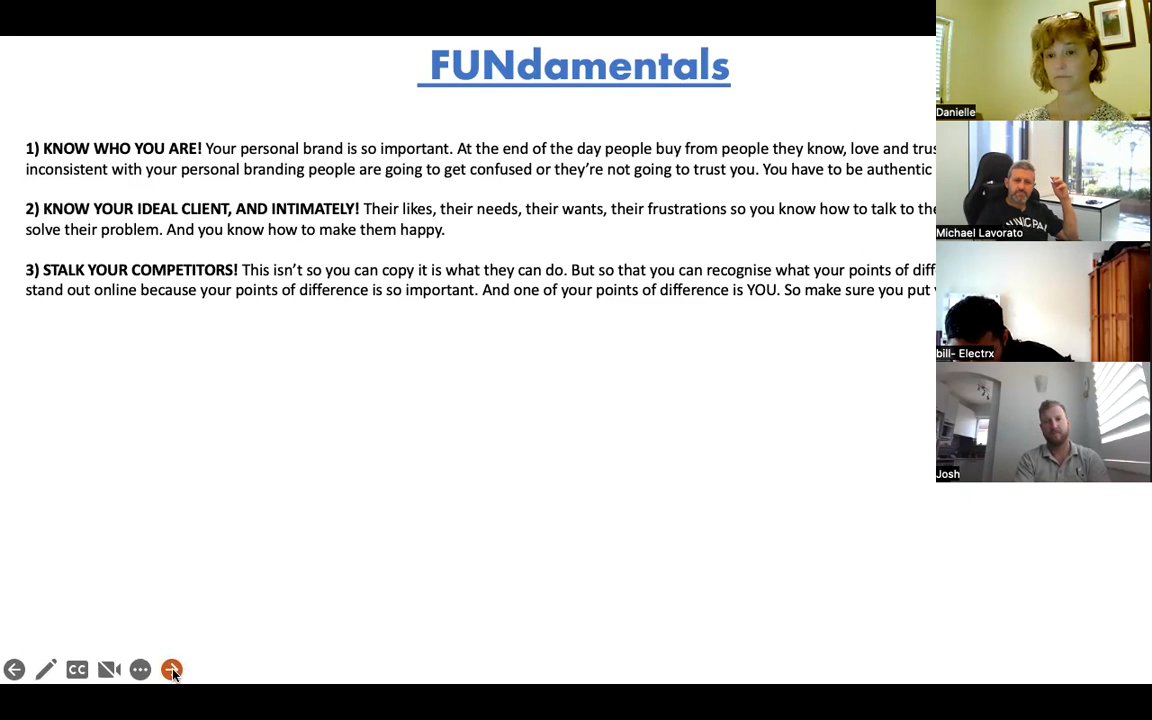 FUNdamentals
1) KNOW WHO YOU ARE! Your personal brand is so important. At the end of the day people buy from people they know, love and trus
inconsistent with your personal branding people are going to get confused or they’re not going to trust you. You have to be authentic
2) KNOW YOUR IDEAL CLIENT, AND INTIMATELY! Their likes, their needs, their wants, their frustrations so you know how to talk to the
solve their problem. And you know how to make them happy.
3) STALK YOUR COMPETITORS! This isn’t so you can copy it is what they can do. But so that you can recognise what your points of diff
stand out online because your points of difference is so important. And one of your points of difference is YOU. So make sure you put
CC
Danielle
UNICPA
Michael Lavorato
bill- Electrx
Josh